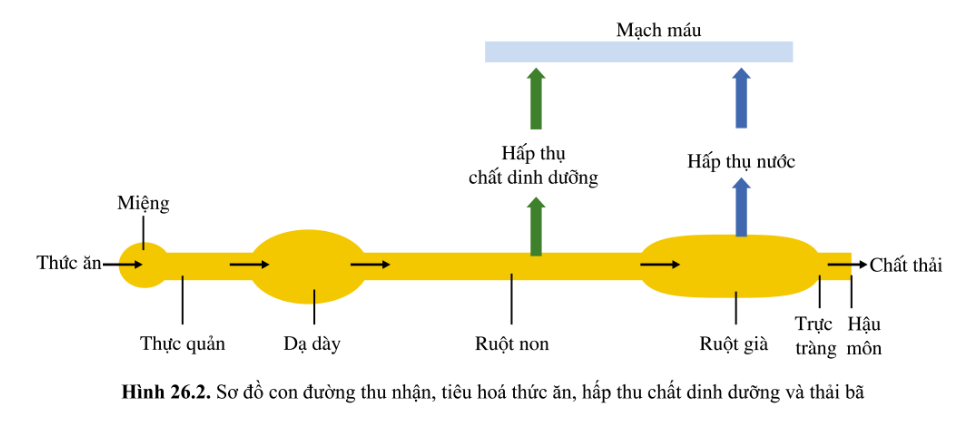 Mạch máu
Hấp thụ
chất dinh dưỡng
Hấp thụ nước
Miệng
Thức ăn
Chất thải
Thực quản
Dạ dày
Ruột non
Ruột già
Trực
tràng
Hậu
môn
Hình 26.2. Sơ đồ con đường thu nhận, tiêu hoá thức ăn, hấp thu chất dinh dưỡng và thải bã